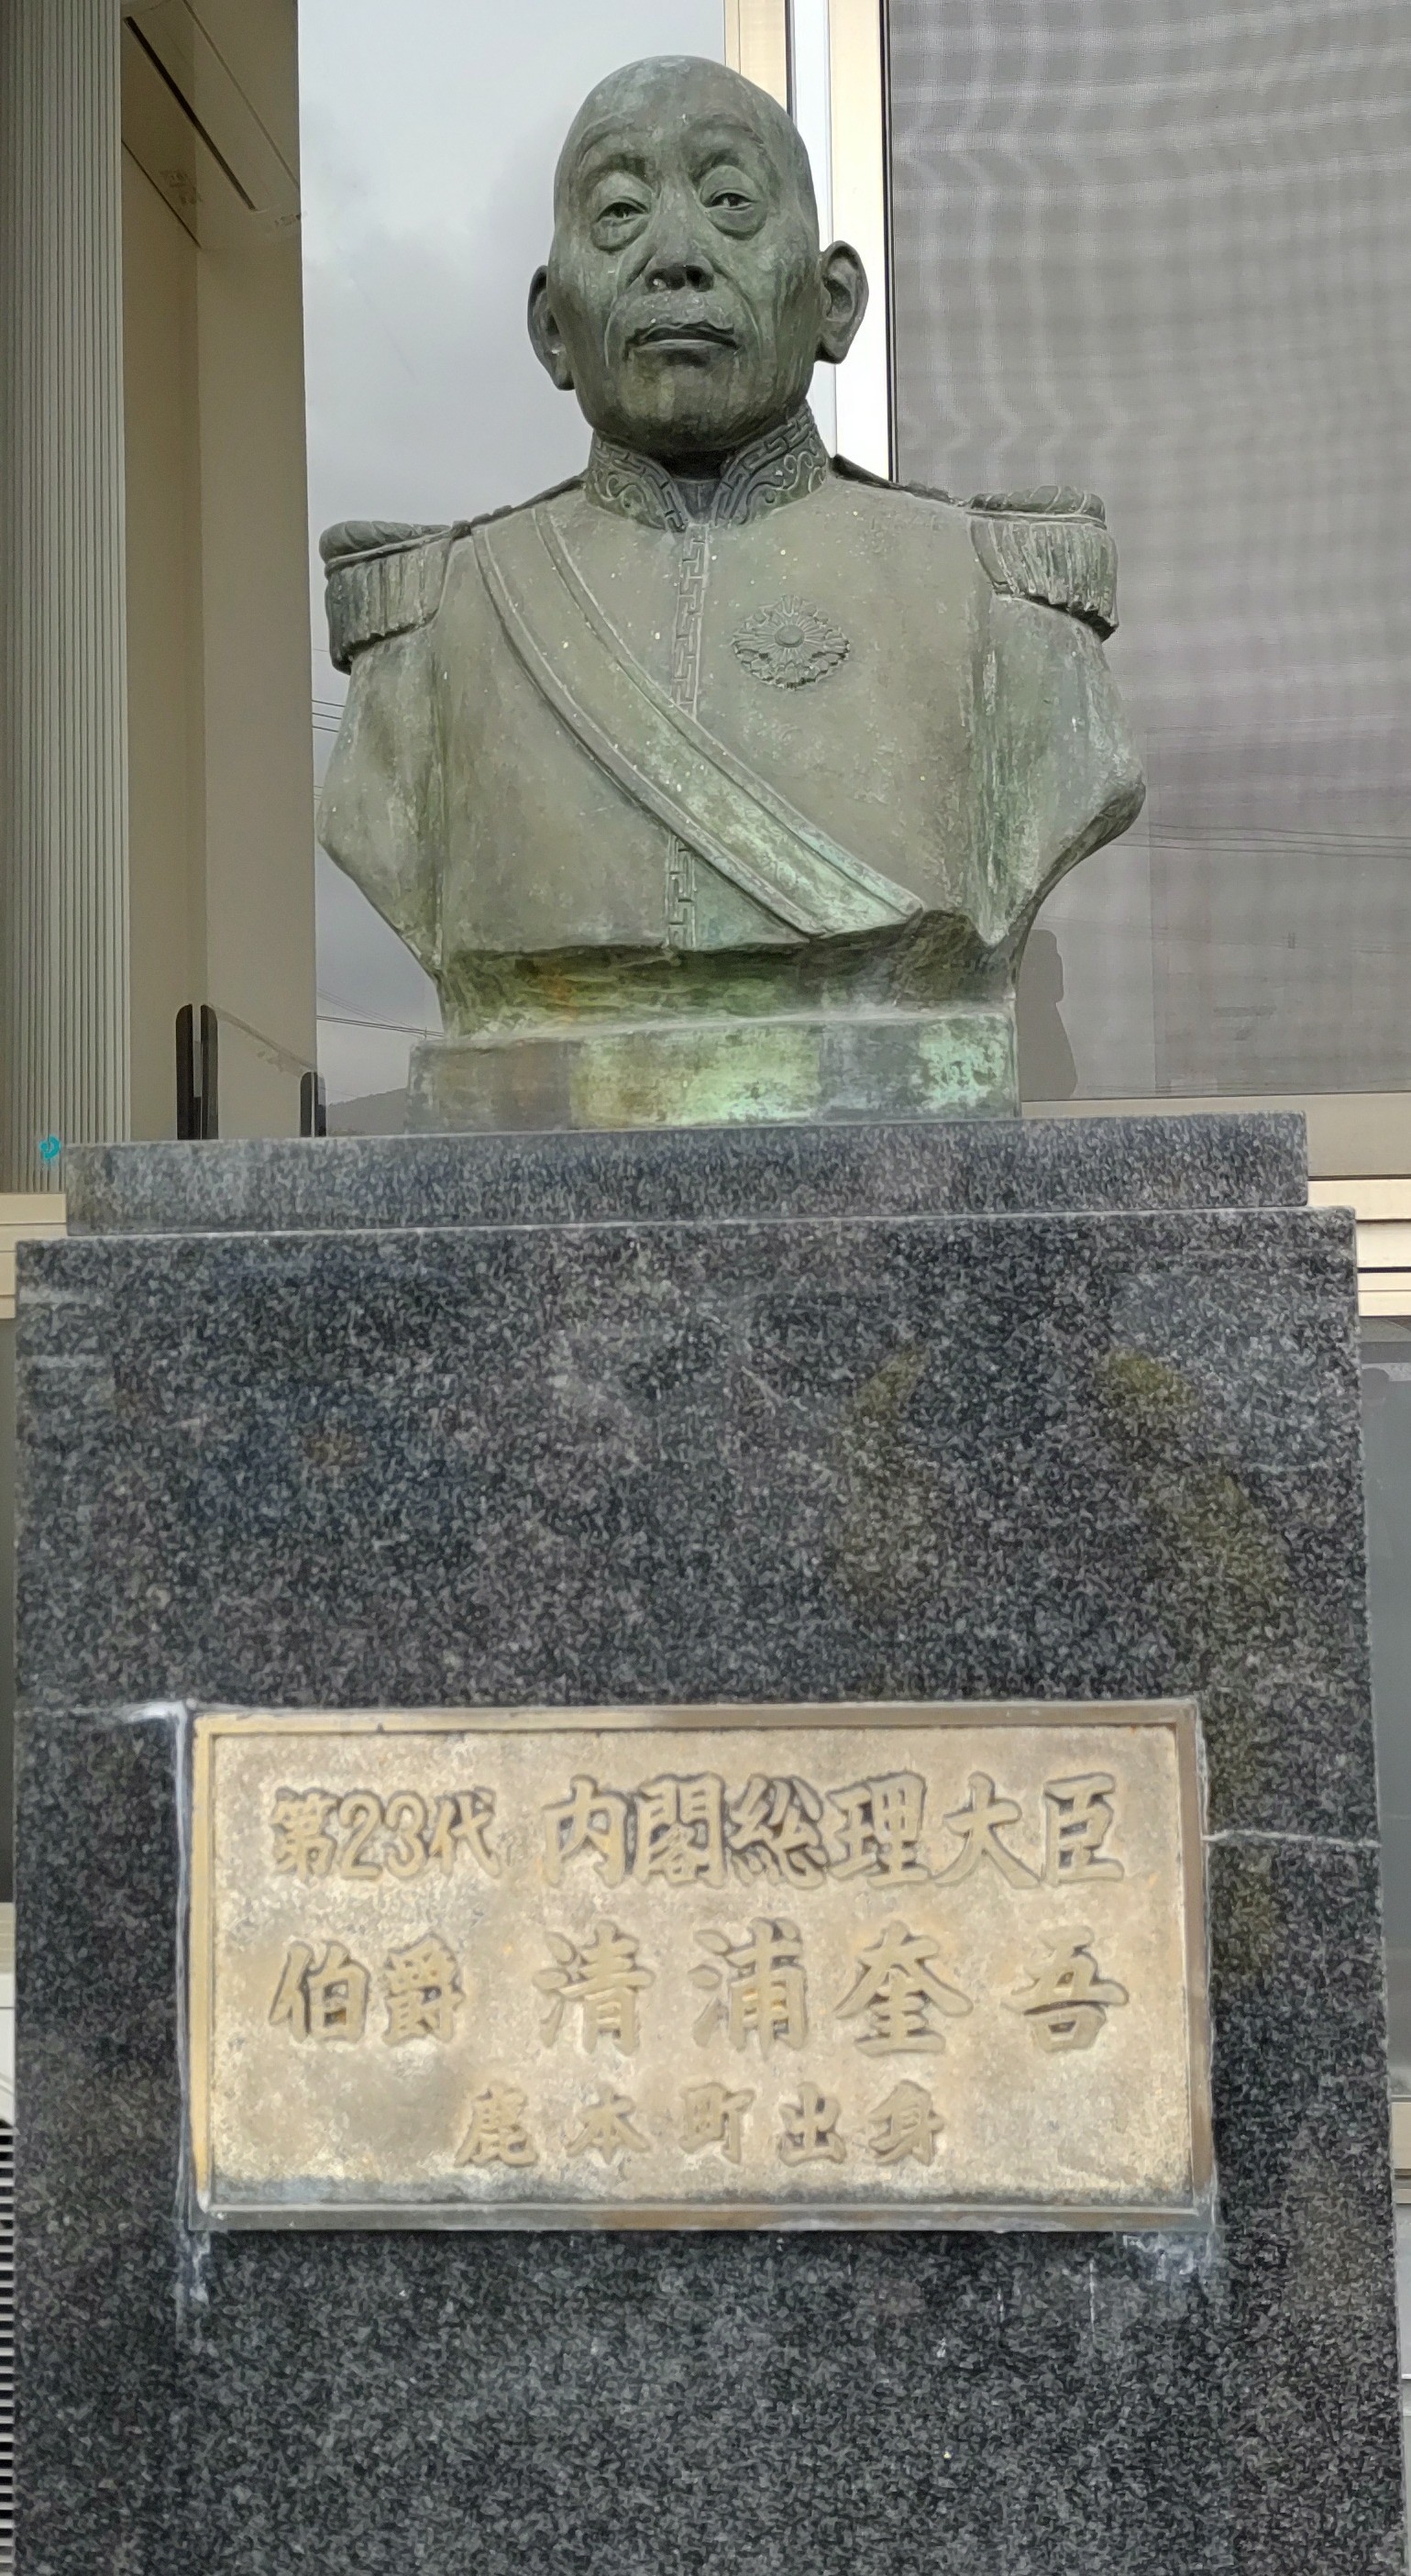 第23代 内閣総理大臣
伯爵 清浦奎吾
鹿本町出身